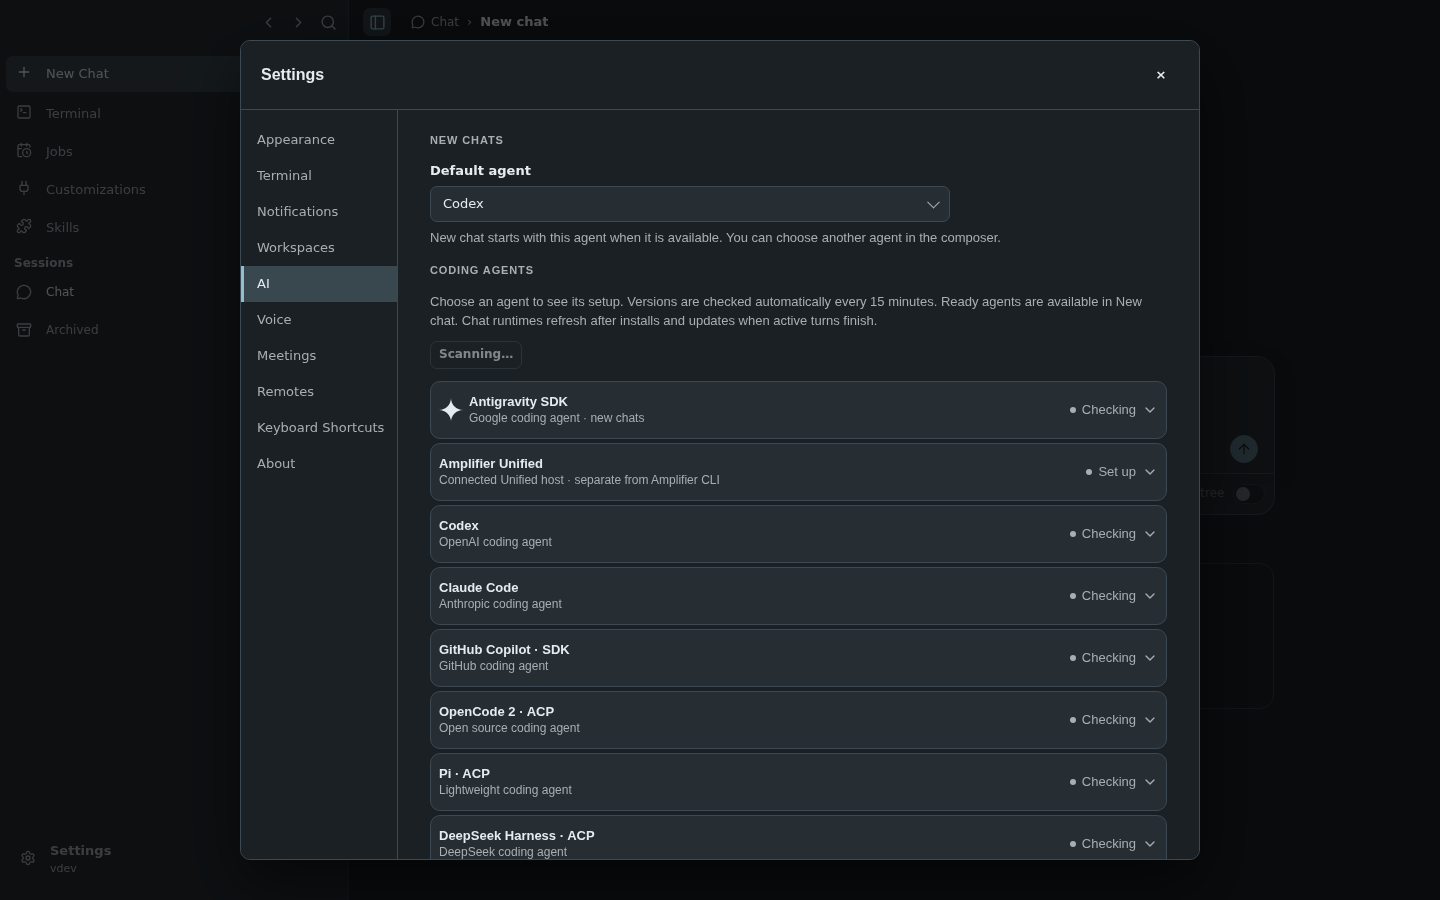 Chat › New chat
New Chat
Terminal
Jobs
Customizations
Skills
Sessions
Chat
Archived
Settings
vdev
Settings
×
Appearance
Terminal
Notifications
Workspaces
AI
Voice
Meetings
Remotes
Keyboard Shortcuts
About
NEW CHATS
Default agent
Codex
New chat starts with this agent when it is available. You can choose another agent in the composer.
CODING AGENTS
Choose an agent to see its setup. Versions are checked automatically every 15 minutes. Ready agents are available in New
chat. Chat runtimes refresh after installs and updates when active turns finish.
Scanning…
Antigravity SDK
Google coding agent · new chats
Checking
Amplifier Unified
Connected Unified host · separate from Amplifier CLI
Set up
Codex
OpenAI coding agent
Checking
Claude Code
Anthropic coding agent
Checking
GitHub Copilot · SDK
GitHub coding agent
Checking
OpenCode 2 · ACP
Open source coding agent
Checking
Pi · ACP
Lightweight coding agent
Checking
DeepSeek Harness · ACP
DeepSeek coding agent
Checking
tree